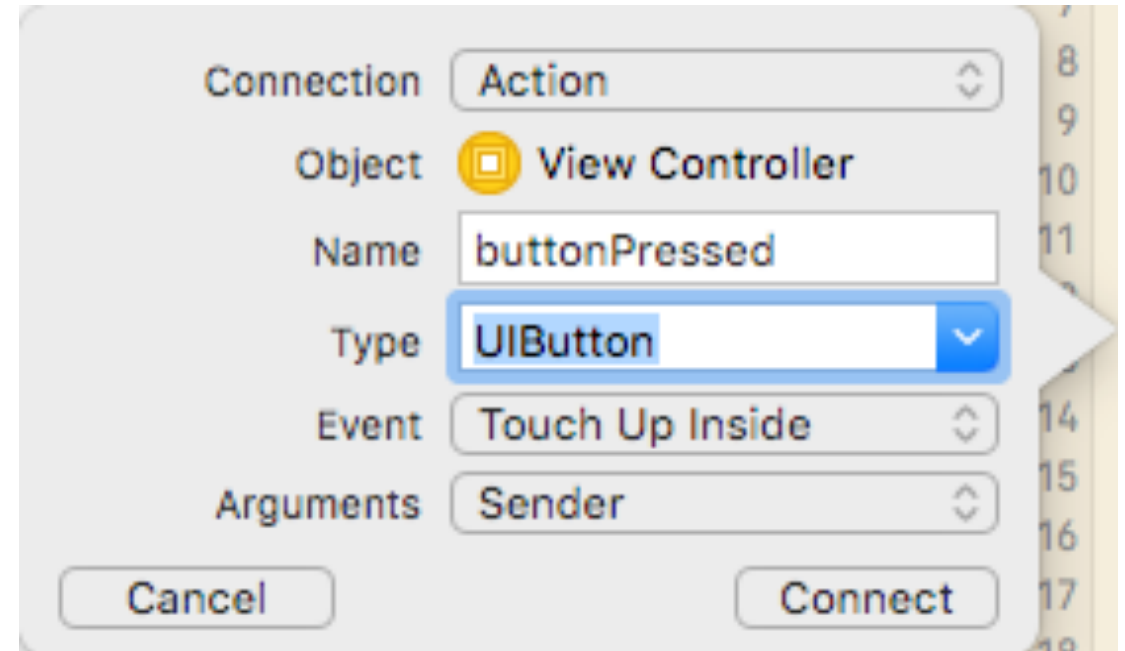 Connection Action
Object View Controller
Name buttonPressed
Type UIButton
Event Touch Up Inside
Arguments Sender
Cancel Connect
8
9
10
11
14
15
16
17